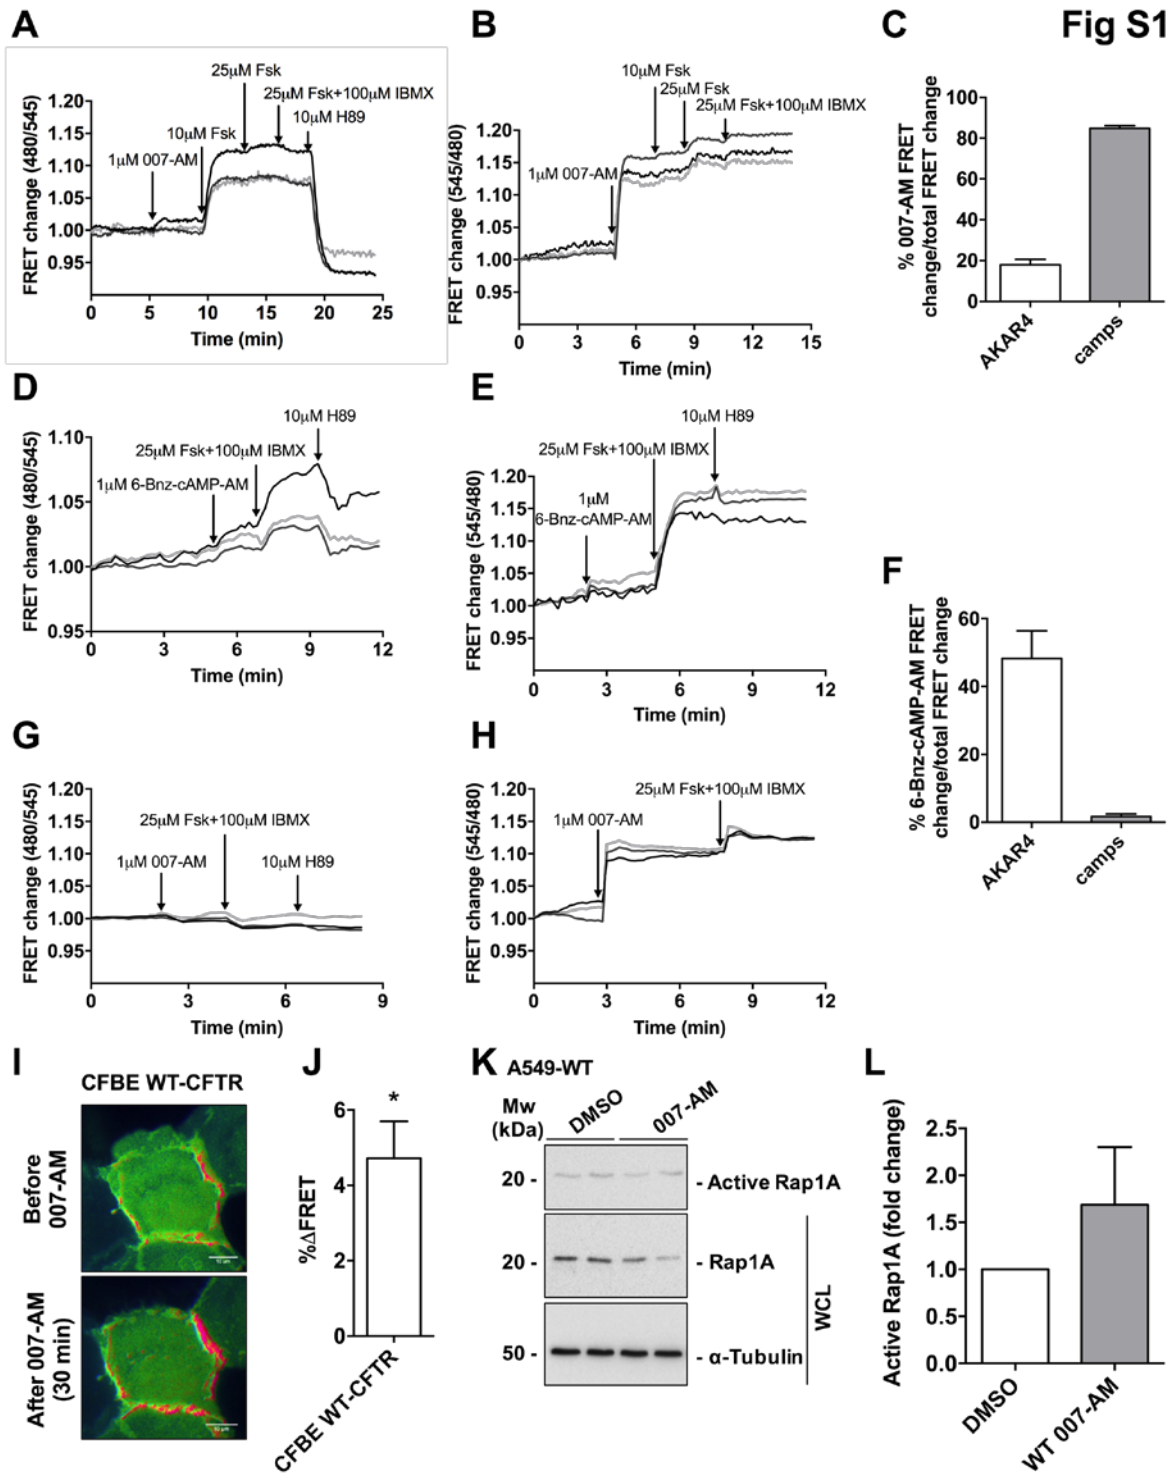 Fig S1
A
25μM Fsk
25μM Fsk+100μM IBMX
10μM H89
10μM Fsk
1μM 007-AM
FRET change (480/545)
1.20
1.15
1.10
1.05
1.00
0.95
0 5 10 15 20 25
Time (min)
B
10μM Fsk
25μM Fsk
25μM Fsk+100μM IBMX
1μM 007-AM
FRET change (545/480)
1.20
1.15
1.10
1.05
1.00
0.95
0 3 6 9 12 15
Time (min)
C
% 007-AM FRET
change/total FRET change
100
80
60
40
20
0
AKAR4
camps
D
10μM H89
25μM Fsk+100μM IBMX
1μM 6-Bnz-cAMP-AM
FRET change (480/545)
1.10
1.05
1.00
0.95
0 3 6 9 12
Time (min)
E
10μM H89
25μM Fsk+100μM IBMX
1μM
6-Bnz-cAMP-AM
FRET change (545/480)
1.20
1.15
1.10
1.05
1.00
0.95
0 3 6 9 12
Time (min)
F
% 6-Bnz-cAMP-AM FRET
change/total FRET change
60
40
20
0
AKAR4
camps
G
25μM Fsk+100μM IBMX
1μM 007-AM
10μM H89
FRET change (480/545)
1.20
1.15
1.10
1.05
1.00
0.95
0 3 6 9
Time (min)
H
25μM Fsk+100μM IBMX
1μM 007-AM
FRET change (545/480)
1.20
1.15
1.10
1.05
1.00
0.95
0 3 6 9 12
Time (min)
I
CFBE WT-CFTR
Before
007-AM
After 007-AM
(30 min)
J
*
%ΔFRET
6
4
2
0
CFBE WT-CFTR
K A549-WT
Mw
(kDa)
DMSO
007-AM
20 -
- Active Rap1A
20 -
- Rap1A
50 -
- α-Tubulin
WCL
L
Active Rap1A (fold change)
2.5
2.0
1.5
1.0
0.5
0.0
DMSO
WT 007-AM